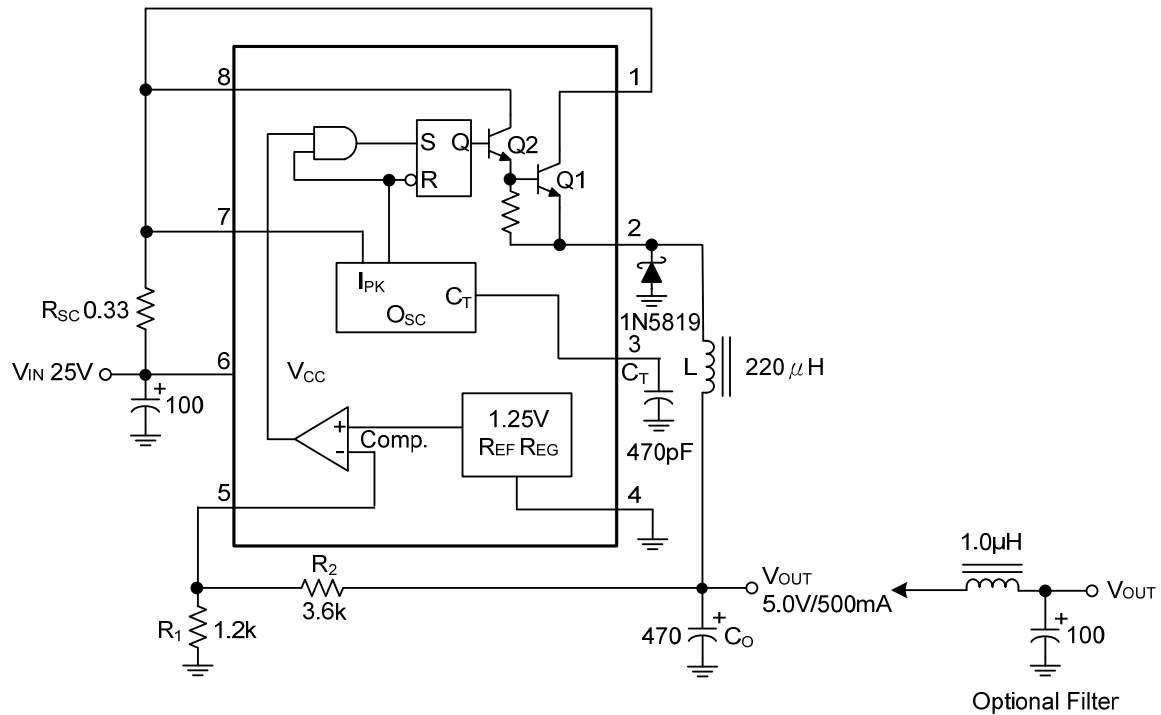 8
1
S
Q
Q2
R
Q1
7
2
IPK
CT
OSC
RSC 0.33
1N5819
3
CT
L
220μH
VIN 25V
6
VCC
+
100
470pF
+
-
Comp.
1.25V
REF REG
5
4
R2
3.6k
VOUT
5.0V/500mA
1.0µH
VOUT
R1
1.2k
470
+
CO
+
100
Optional Filter